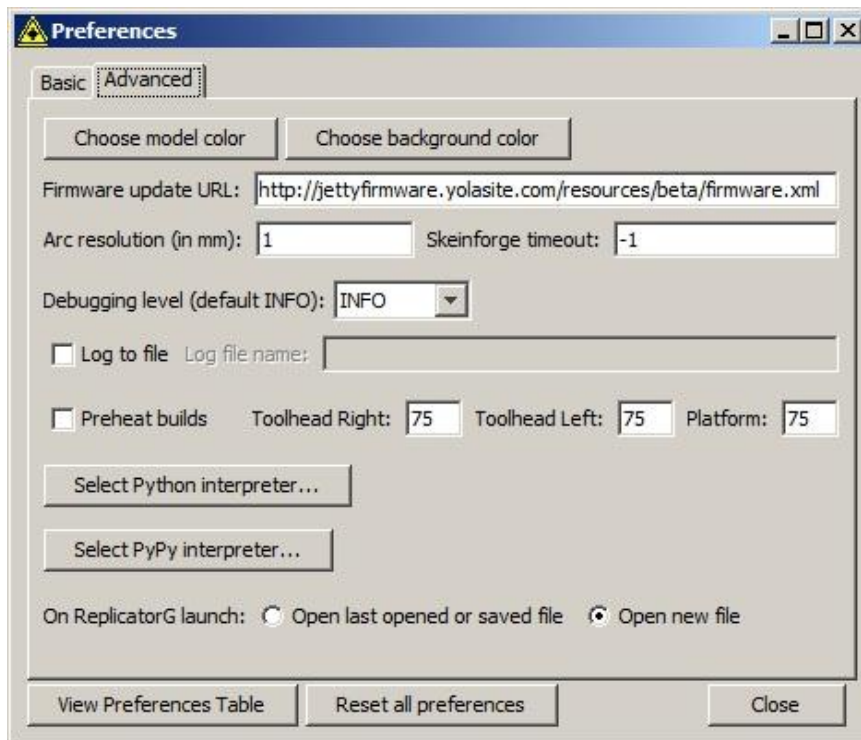 Preferences
Basic Advanced
Choose model color Choose background color
Firmware update URL: http://jettyfirmware.yolasite.com/resources/beta/firmware.xml
Arc resolution (in mm): 1 Skeinforge timeout: -1
Debugging level (default INFO): INFO
Log to file Log file name:
Preheat builds Toolhead Right: 75 Toolhead Left: 75 Platform: 75
Select Python interpreter...
Select PyPy interpreter...
On ReplicatorG launch: Open last opened or saved file Open new file
View Preferences Table Reset all preferences Close